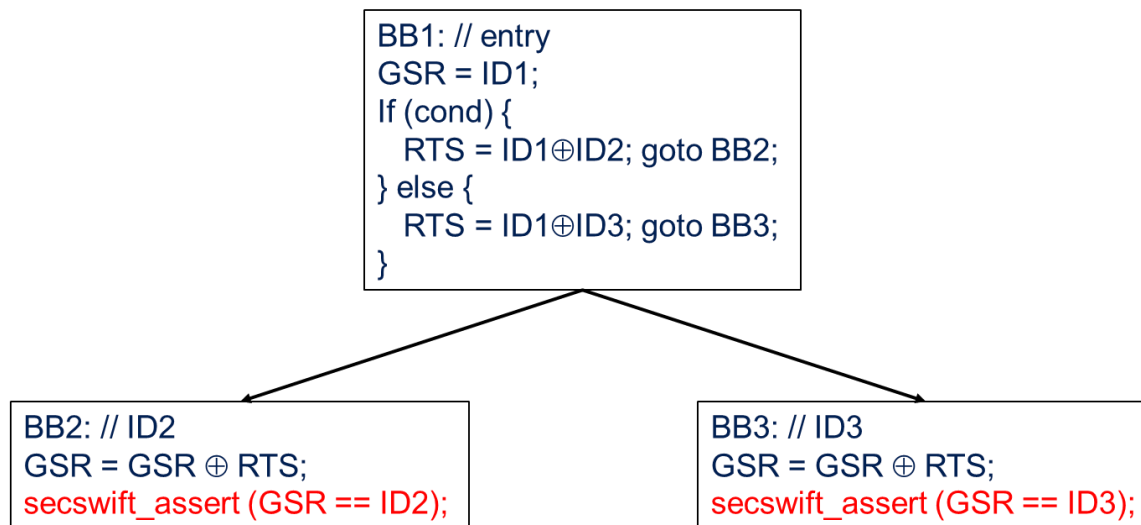 BB1: // entry
GSR = ID1;
If (cond) {
RTS = ID1⊕ID2; goto BB2;
} else {
RTS = ID1⊕ID3; goto BB3;
}
BB2: // ID2
GSR = GSR ⊕ RTS;
secswift_assert (GSR == ID2);
BB3: // ID3
GSR = GSR ⊕ RTS;
secswift_assert (GSR == ID3);